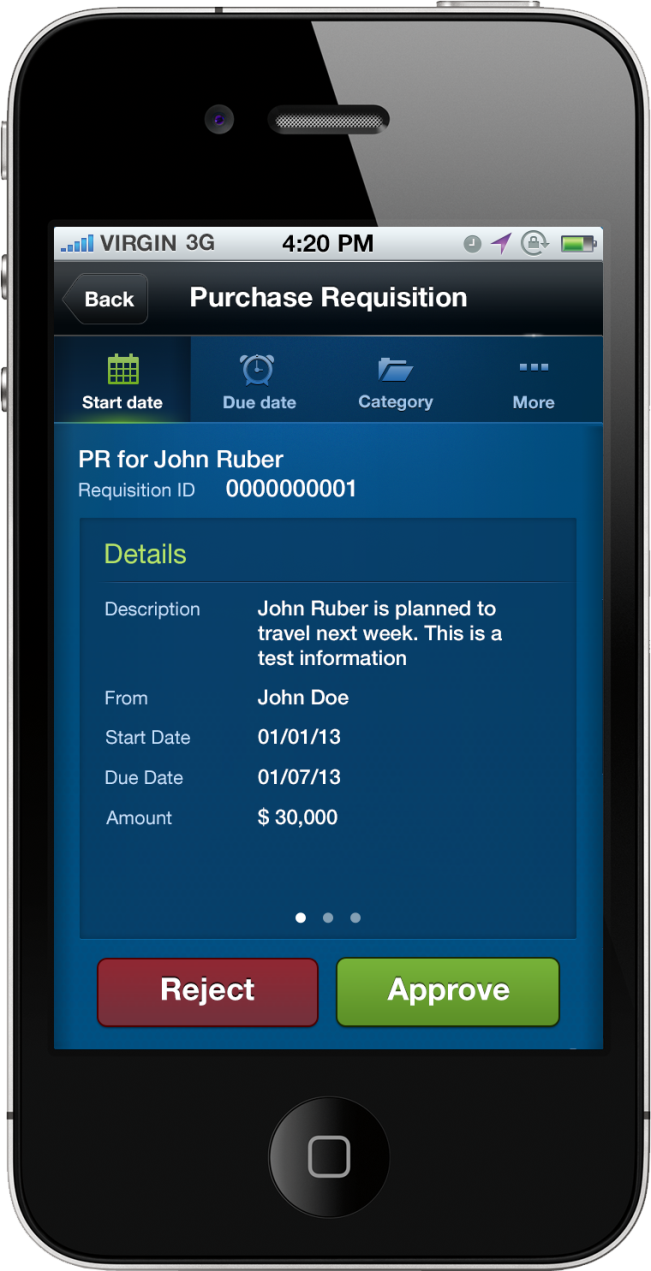 VIRGIN 3G 4:20 PM
Back Purchase Requisition
Start date Due date Category More
PR for John Ruber
Requisition ID 0000000001
Details
Description John Ruber is planned to
travel next week. This is a
test information
From John Doe
Start Date 01/01/13
Due Date 01/07/13
Amount $ 30,000
Reject Approve